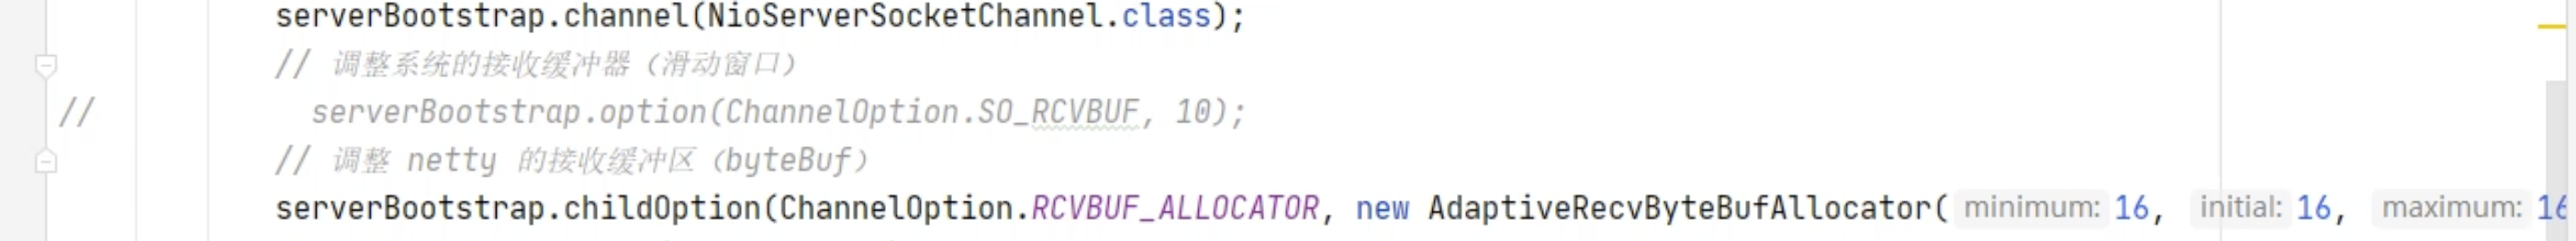 serverBootstrap.channel(NioServerSocketChannel.class);
// 调整系统的接收缓冲器（滑动窗口）
// serverBootstrap.option(ChannelOption.SO_RCVBUF, 10);
// 调整 netty 的接收缓冲区（byteBuf）
serverBootstrap.childOption(ChannelOption.RCVBUF_ALLOCATOR, new AdaptiveRecvByteBufAllocator( minimum: 16, initial: 16, maximum: 16